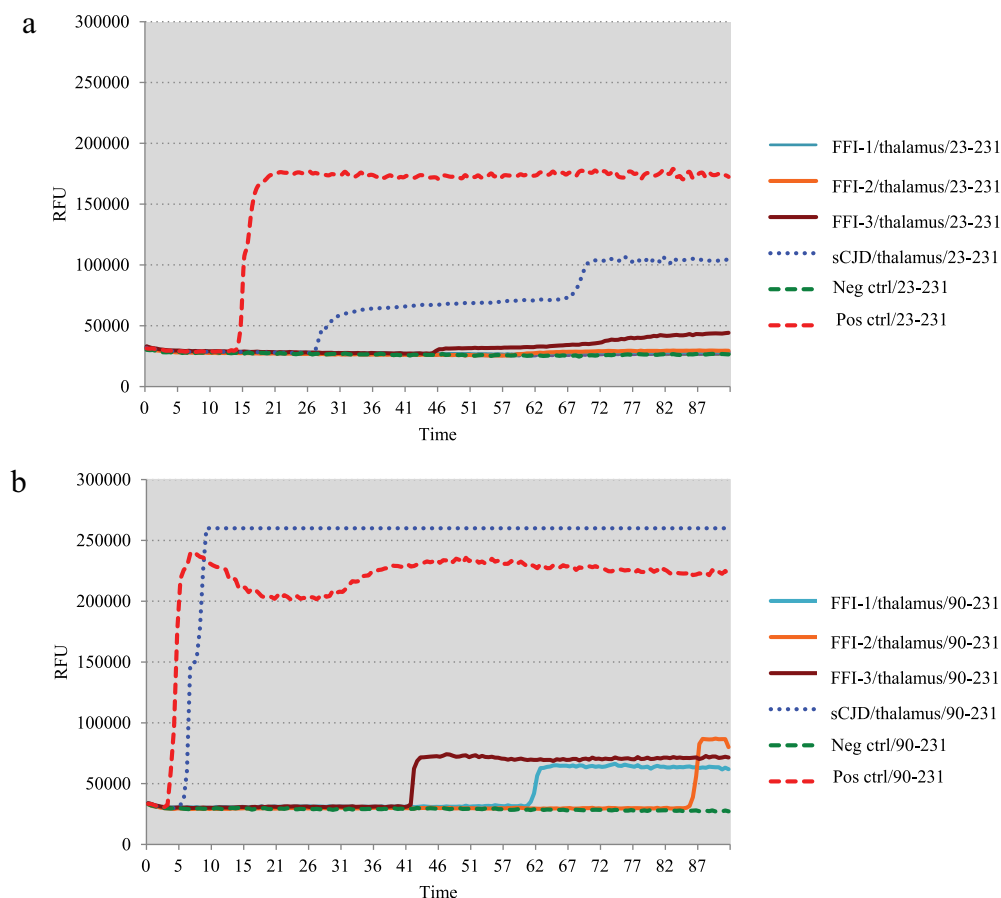 a
300000
250000
200000
150000
100000
50000
0
RFU
0 5 10 15 21 26 31 36 41 46 52 57 62 67 72 77 82 87
Time
FFI-1/thalamus/23-231
FFI-2/thalamus/23-231
FFI-3/thalamus/23-231
sCJD/thalamus/23-231
Neg ctrl/23-231
Pos ctrl/23-231
b
300000
250000
200000
150000
100000
50000
0
RFU
0 5 10 15 21 26 31 36 41 46 52 57 62 67 72 77 82 87
Time
FFI-1/thalamus/90-231
FFI-2/thalamus/90-231
FFI-3/thalamus/90-231
sCJD/thalamus/90-231
Neg ctrl/90-231
Pos ctrl/90-231